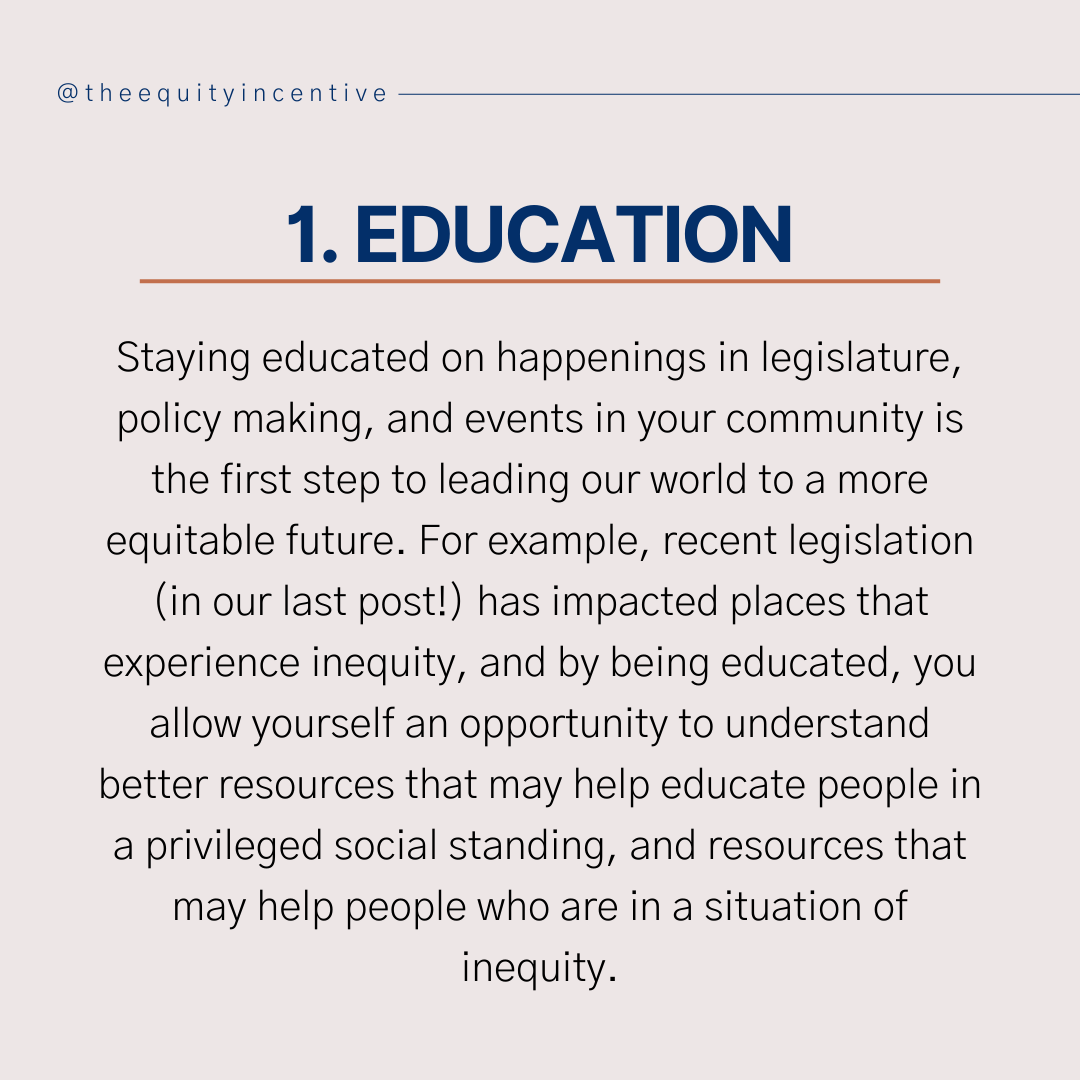 @theequityincentive
1. EDUCATION
Staying educated on happenings in legislature,
policy making, and events in your community is
the first step to leading our world to a more
equitable future. For example, recent legislation
(in our last post!) has impacted places that
experience inequity, and by being educated, you
allow yourself an opportunity to understand
better resources that may help educate people in
a privileged social standing, and resources that
may help people who are in a situation of
inequity.